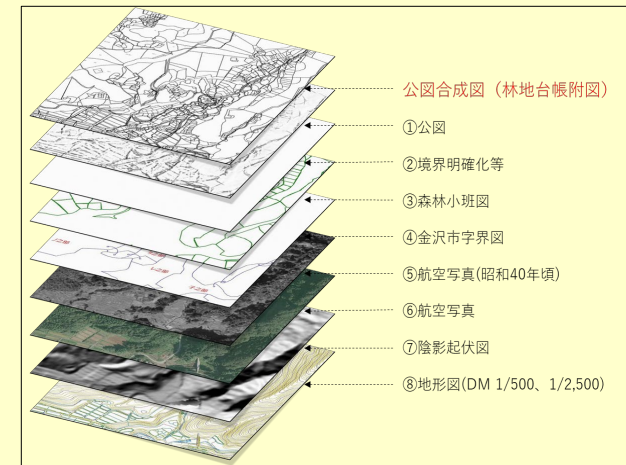 公図合成図（林地台帳附図）
①公図
②境界明確化等
③森林小班図
④金沢市字界図
⑤航空写真(昭和40年頃)
⑥航空写真
⑦陰影起伏図
⑧地形図(DM 1/500、1/2,500)